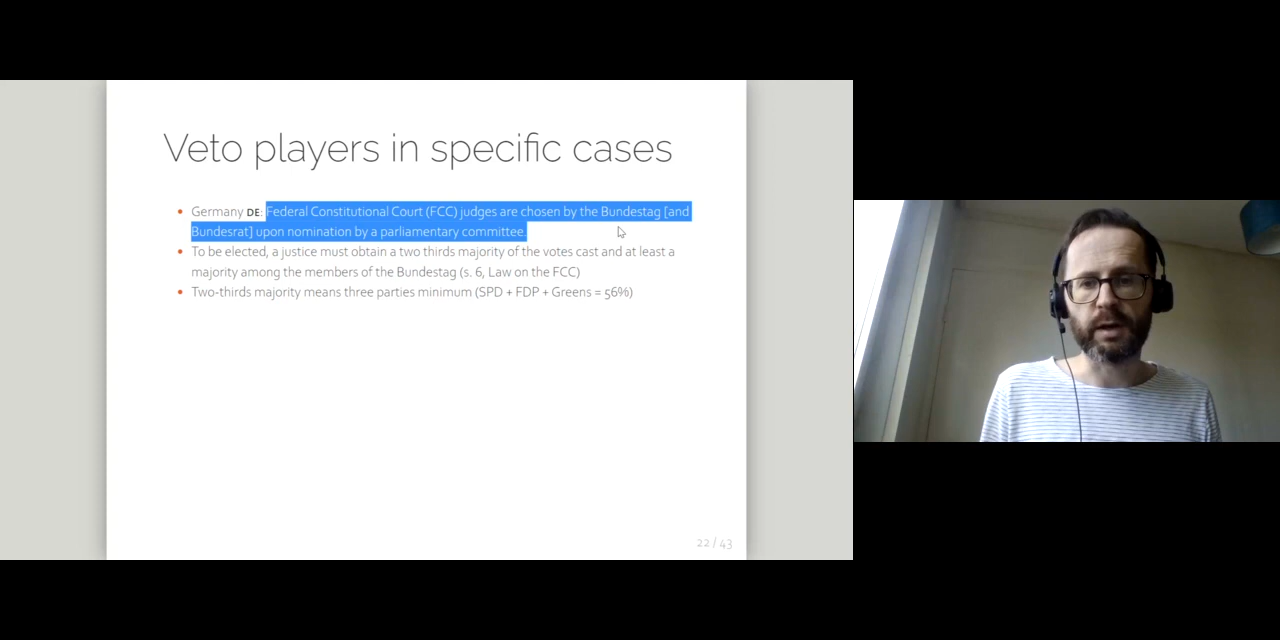 Veto players in specific cases
• Germany DE: Federal Constitutional Court (FCC) judges are chosen by the Bundestag [and
Bundesrat] upon nomination by a parliamentary committee.
• To be elected, a justice must obtain a two thirds majority of the votes cast and at least a
majority among the members of the Bundestag (s. 6, Law on the FCC)
• Two-thirds majority means three parties minimum (SPD + FDP + Greens = 56%)
22 / 43